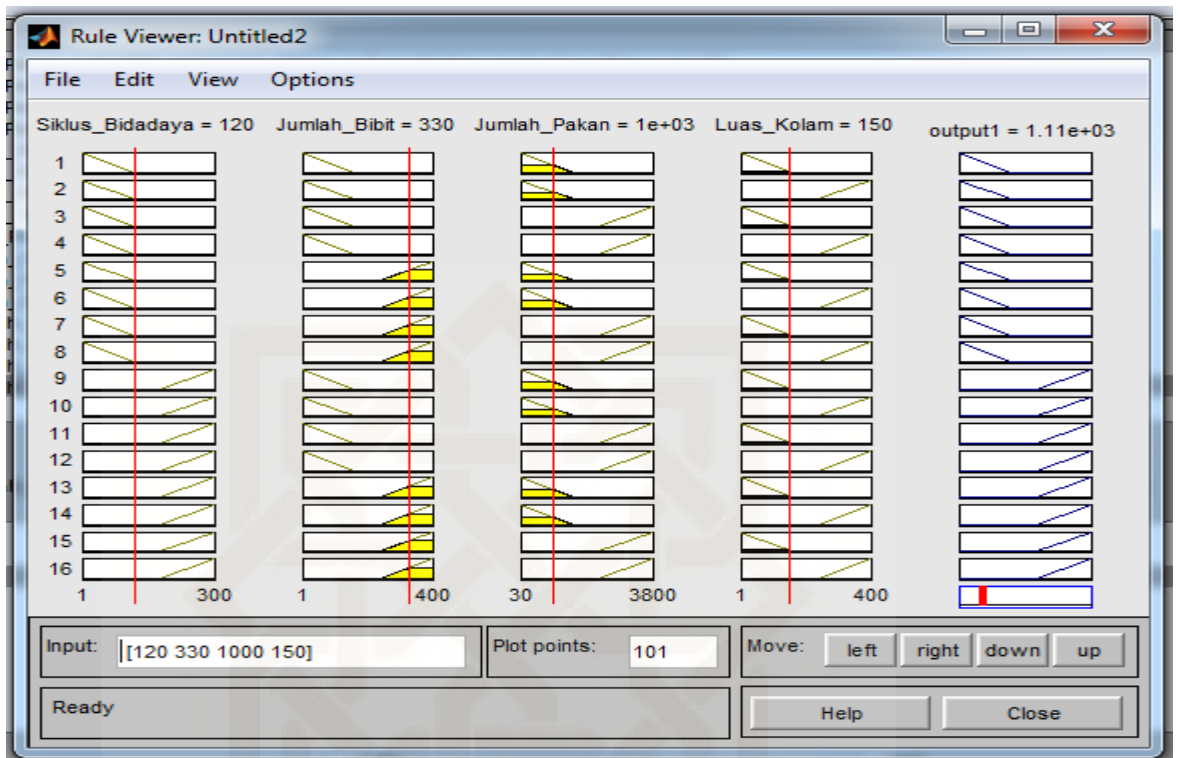 Rule Viewer: Untitled2
File Edit View Options
Siklus_Bidadaya = 120 Jumlah_Bibit = 330 Jumlah_Pakan = 1e+03 Luas_Kolam = 150 output1 = 1.11e+03
1
2
3
4
5
6
7
8
9
10
11
12
13
14
15
16
1 300 1 400 30 3800 1 400
Input: [120 330 1000 150] Plot points: 101 Move: left right down up
Ready Help Close